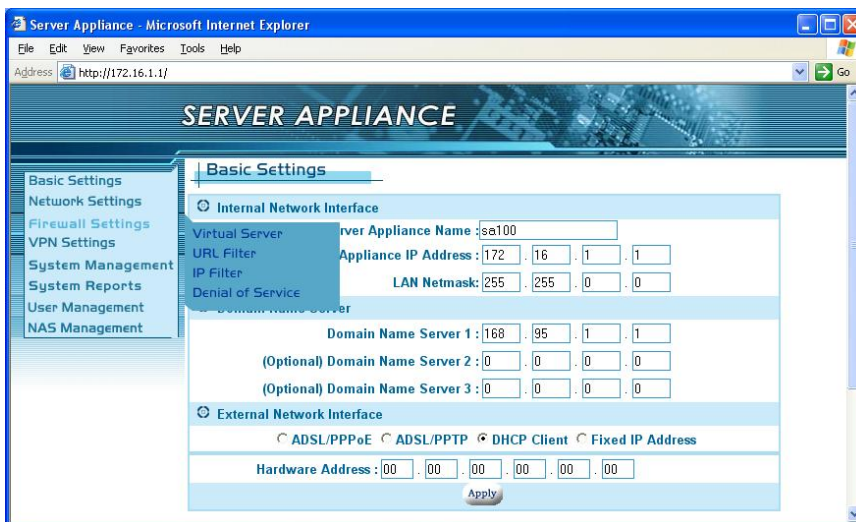 Server Appliance - Microsoft Internet Explorer
File Edit View Favorites Tools Help
Address http://172.16.1.1/ Go
SERVER APPLIANCE
Basic Settings
Network Settings
Firewall Settings
VPN Settings
System Management
System Reports
User Management
NAS Management
Virtual Server
URL Filter
IP Filter
Denial of Service
Basic Settings
Internal Network Interface
rver Appliance Name : sa100
Appliance IP Address : 172 . 16 . 1 . 1
LAN Netmask: 255 . 255 . 0 . 0
Domain Name Server
Domain Name Server 1 : 168 . 95 . 1 . 1
(Optional) Domain Name Server 2 : 0 . 0 . 0 . 0
(Optional) Domain Name Server 3 : 0 . 0 . 0 . 0
External Network Interface
ADSL/PPPoE ADSL/PPTP DHCP Client Fixed IP Address
Hardware Address : 00 . 00 . 00 . 00 . 00 . 00
Apply